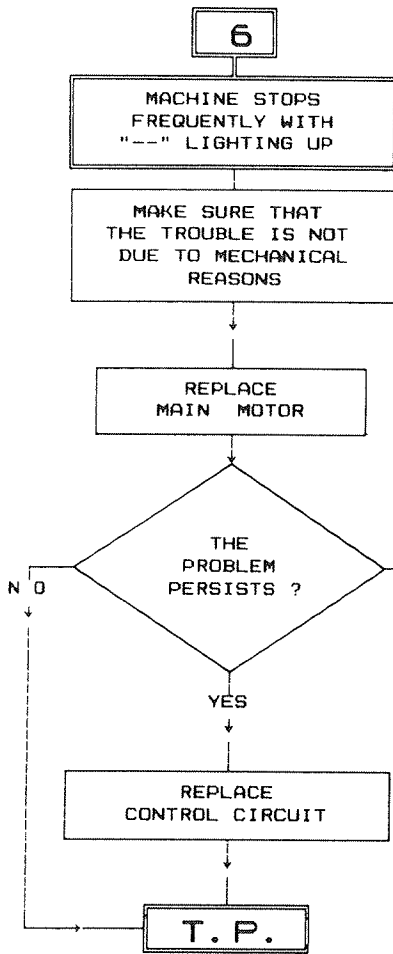 6
MACHINE STOPS
FREQUENTLY WITH
"--" LIGHTING UP
MAKE SURE THAT
THE TROUBLE IS NOT
DUE TO MECHANICAL
REASONS
REPLACE
MAIN MOTOR
THE
PROBLEM
PERSISTS ?
N O
YES
REPLACE
CONTROL CIRCUIT
T.P.